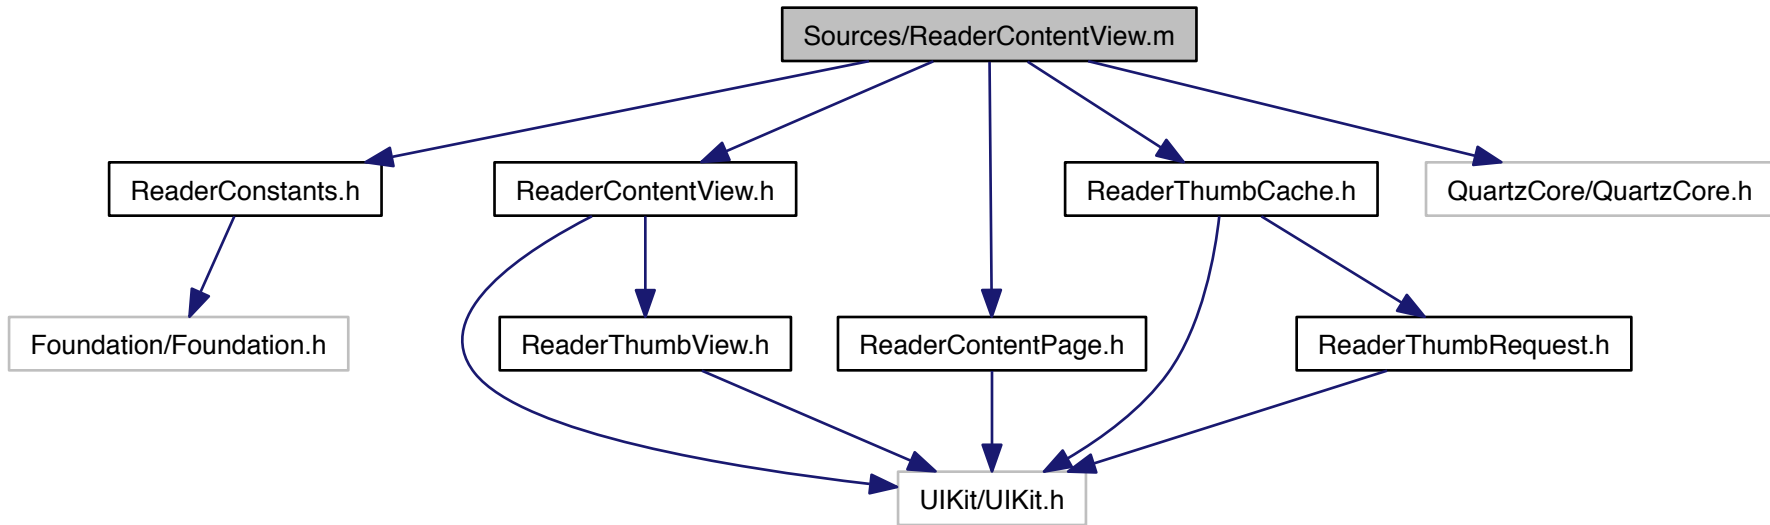 Sources/ReaderContentView.m
ReaderConstants.h
ReaderContentView.h
ReaderThumbCache.h
QuartzCore/QuartzCore.h
Foundation/Foundation.h
ReaderThumbView.h
ReaderContentPage.h
ReaderThumbRequest.h
UIKit/UIKit.h